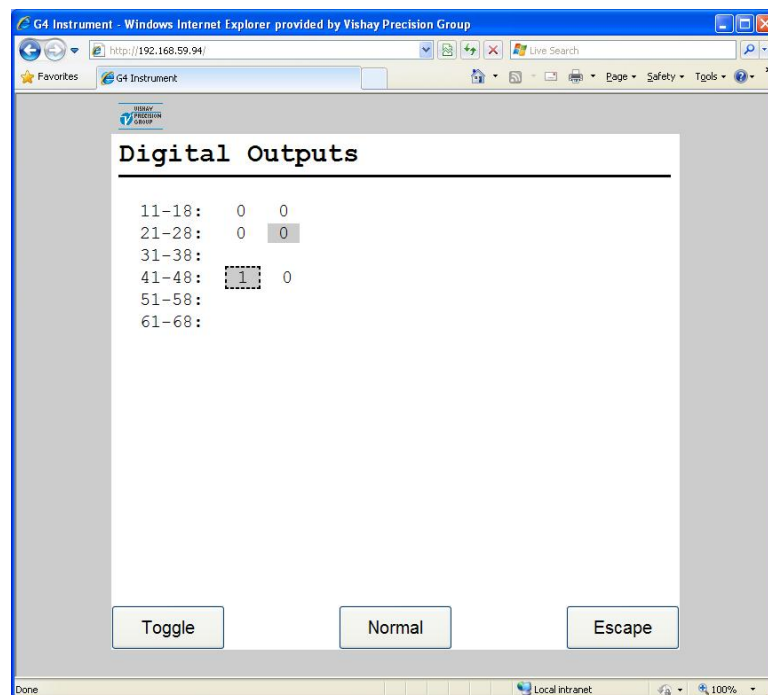 G4 Instrument - Windows Internet Explorer provided by Vishay Precision Group
http://192.168.59.94/
Live Search
Favorites
G4 Instrument
Page
Safety
Tools
VISHAY
PRECISION
GROUP
Digital Outputs
11-18: 0 0
21-28: 0 0
31-38:
41-48: 1 0
51-58:
61-68:
Toggle
Normal
Escape
Done
Local intranet
100%